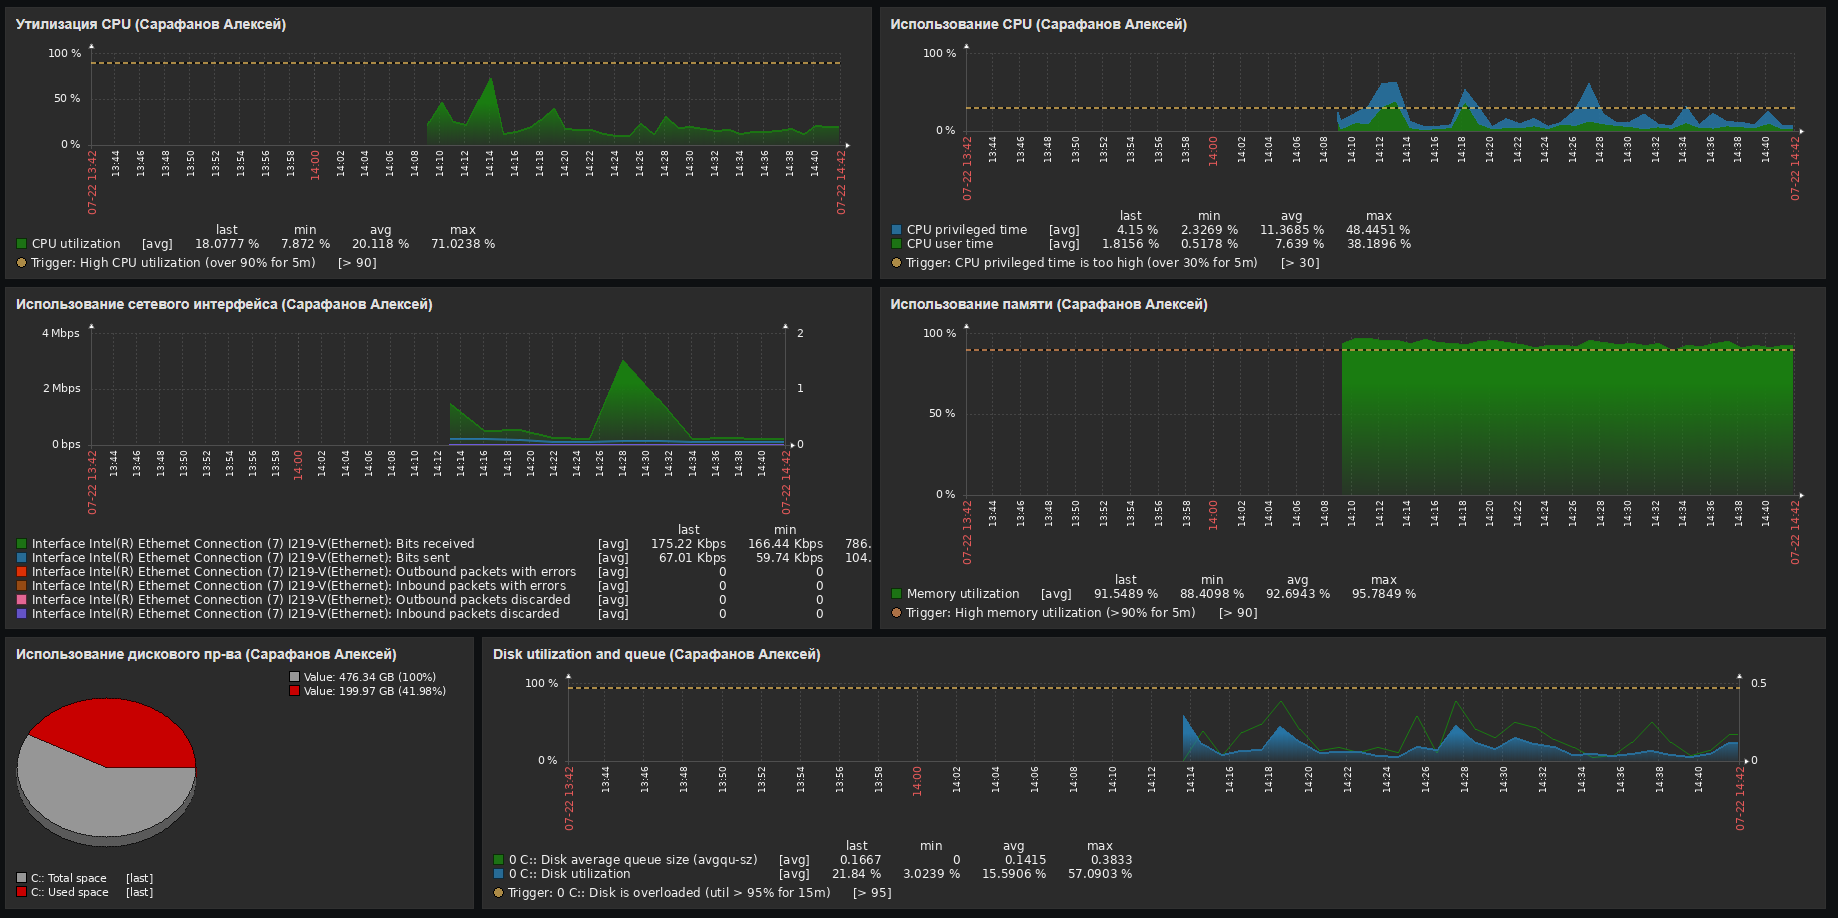 Утилизация CPU (Сарафанов Алексей)
100 %
50 %
0 %
07-22 13:42 13:44 13:46 13:48 13:50 13:52 13:54 13:56 13:58 14:00 14:02 14:04 14:06 14:08 14:10 14:12 14:14 14:16 14:18 14:20 14:22 14:24 14:26 14:28 14:30 14:32 14:34 14:36 14:38 14:40 07-22 14:42
last min avg max
CPU utilization [avg] 18.0777 % 7.872 % 20.118 % 71.0238 %
Trigger: High CPU utilization (over 90% for 5m) [> 90]
Использование CPU (Сарафанов Алексей)
100 %
0 %
07-22 13:42 13:44 13:46 13:48 13:50 13:52 13:54 13:56 13:58 14:00 14:02 14:04 14:06 14:08 14:10 14:12 14:14 14:16 14:18 14:20 14:22 14:24 14:26 14:28 14:30 14:32 14:34 14:36 14:38 14:40 07-22 14:42
last min avg max
CPU privileged time [avg] 4.15 % 2.3269 % 11.3685 % 48.4451 %
CPU user time [avg] 1.8156 % 0.5178 % 7.639 % 38.1896 %
Trigger: CPU privileged time is too high (over 30% for 5m) [> 30]
Использование сетевого интерфейса (Сарафанов Алексей)
4 Mbps 2
2 Mbps 1
0 bps 0
07-22 13:42 13:44 13:46 13:48 13:50 13:52 13:54 13:56 13:58 14:00 14:02 14:04 14:06 14:08 14:10 14:12 14:14 14:16 14:18 14:20 14:22 14:24 14:26 14:28 14:30 14:32 14:34 14:36 14:38 14:40 07-22 14:42
last min
Interface Intel(R) Ethernet Connection (7) I219-V(Ethernet): Bits received [avg] 175.22 Kbps 166.44 Kbps 786.
Interface Intel(R) Ethernet Connection (7) I219-V(Ethernet): Bits sent [avg] 67.01 Kbps 59.74 Kbps 104.
Interface Intel(R) Ethernet Connection (7) I219-V(Ethernet): Outbound packets with errors [avg] 0 0
Interface Intel(R) Ethernet Connection (7) I219-V(Ethernet): Inbound packets with errors [avg] 0 0
Interface Intel(R) Ethernet Connection (7) I219-V(Ethernet): Outbound packets discarded [avg] 0 0
Interface Intel(R) Ethernet Connection (7) I219-V(Ethernet): Inbound packets discarded [avg] 0 0
Использование памяти (Сарафанов Алексей)
100 %
50 %
0 %
07-22 13:42 13:44 13:46 13:48 13:50 13:52 13:54 13:56 13:58 14:00 14:02 14:04 14:06 14:08 14:10 14:12 14:14 14:16 14:18 14:20 14:22 14:24 14:26 14:28 14:30 14:32 14:34 14:36 14:38 14:40 07-22 14:42
last min avg max
Memory utilization [avg] 91.5489 % 88.4098 % 92.6943 % 95.7849 %
Trigger: High memory utilization (>90% for 5m) [> 90]
Использование дискового пр-ва (Сарафанов Алексей)
Value: 476.34 GB (100%)
Value: 199.97 GB (41.98%)
C:: Total space [last]
C:: Used space [last]
Disk utilization and queue (Сарафанов Алексей)
100 % 0.5
0 % 0
07-22 13:42 13:44 13:46 13:48 13:50 13:52 13:54 13:56 13:58 14:00 14:02 14:04 14:06 14:08 14:10 14:12 14:14 14:16 14:18 14:20 14:22 14:24 14:26 14:28 14:30 14:32 14:34 14:36 14:38 14:40 07-22 14:42
last min avg max
0 C:: Disk average queue size (avgqu-sz) [avg] 0.1667 0 0.1415 0.3833
0 C:: Disk utilization [avg] 21.84 % 3.0239 % 15.5906 % 57.0903 %
Trigger: 0 C:: Disk is overloaded (util > 95% for 15m) [> 95]